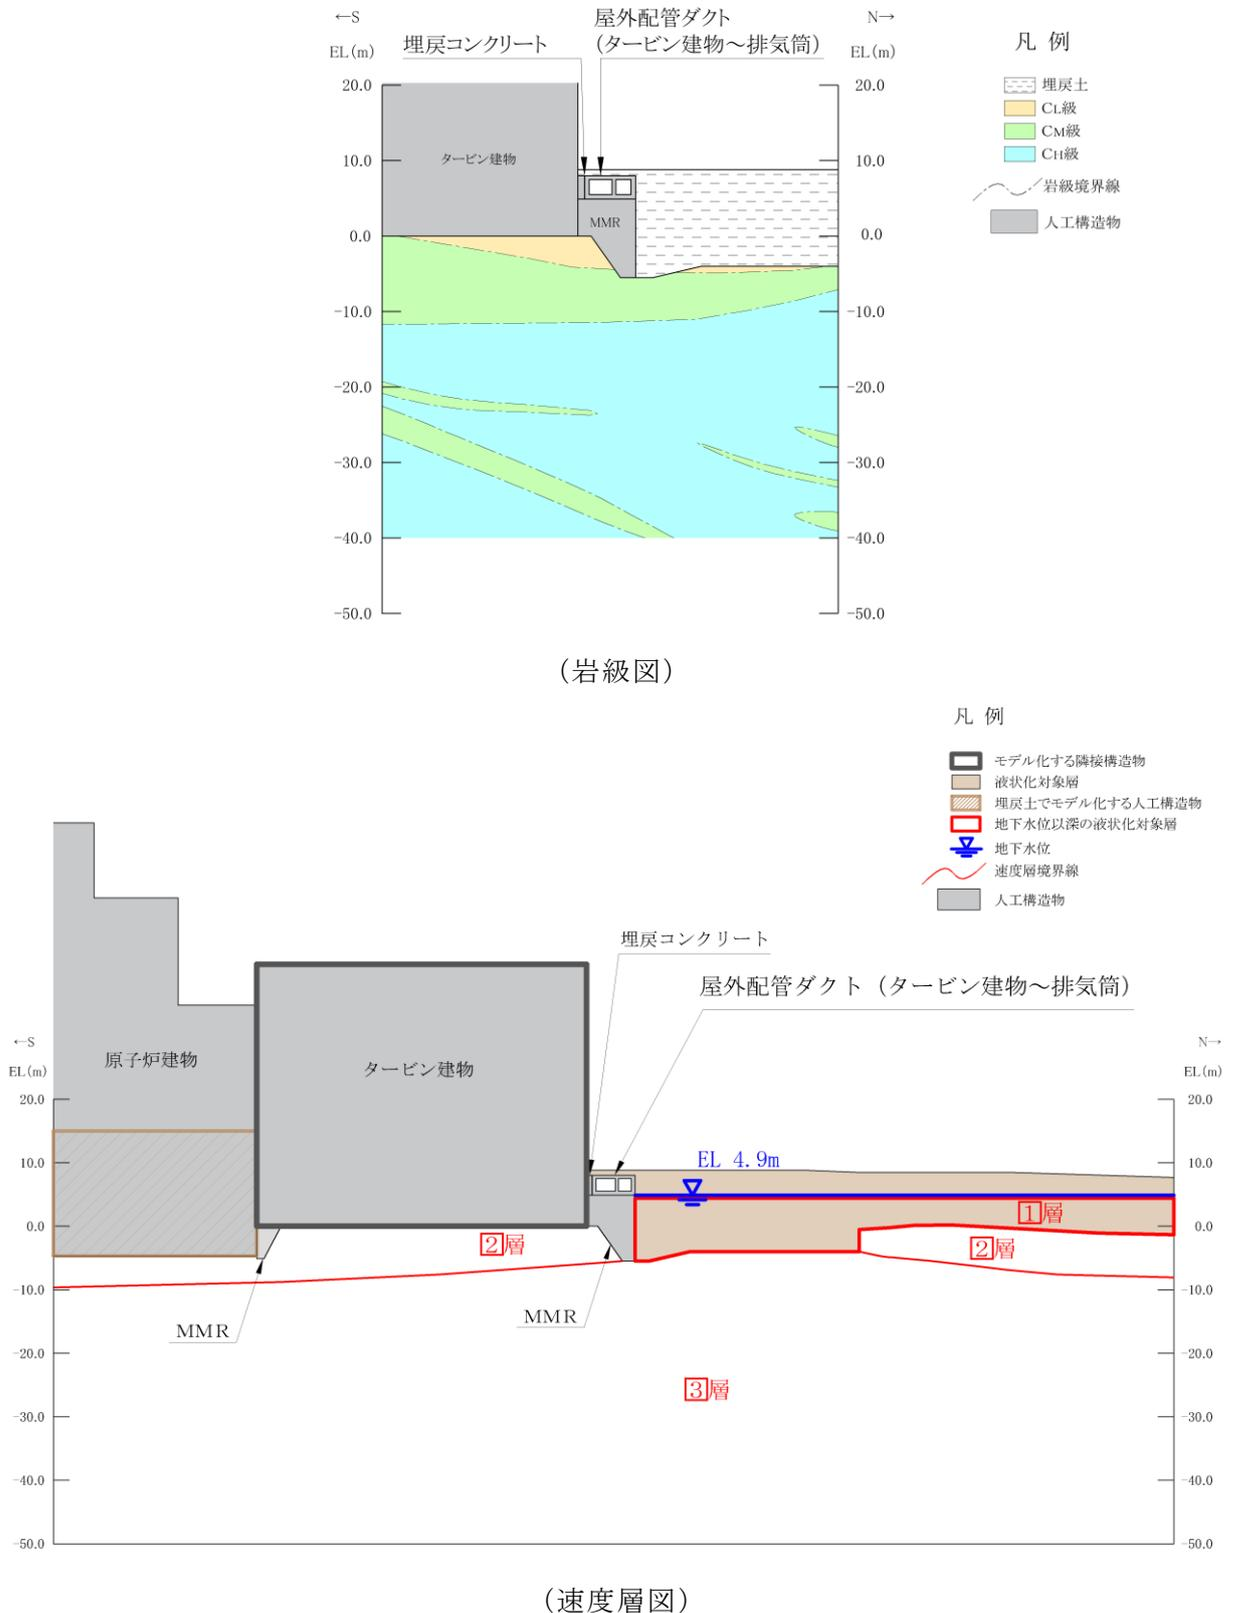 ←S
屋外配管ダクト
N→
EL(m)
埋戻コンクリート
(タービン建物～排気筒)
EL(m)
凡 例
20.0
20.0
埋戻土
CL級
CM級
CH級
岩級境界線
人工構造物
10.0
タービン建物
10.0
MMR
0.0
0.0
-10.0
-10.0
-20.0
-20.0
-30.0
-30.0
-40.0
-40.0
-50.0
-50.0
(岩級図)
凡 例
モデル化する隣接構造物
液状化対象層
埋戻土でモデル化する人工構造物
地下水位以深の液状化対象層
地下水位
速度層境界線
人工構造物
埋戻コンクリート
屋外配管ダクト (タービン建物～排気筒)
←S
N→
原子炉建物
タービン建物
EL(m)
EL(m)
20.0
20.0
10.0
EL 4.9m
10.0
1層
0.0
2層
2層
0.0
-10.0
-10.0
MMR
MMR
-20.0
-20.0
3層
-30.0
-30.0
-40.0
-40.0
-50.0
-50.0
(速度層図)